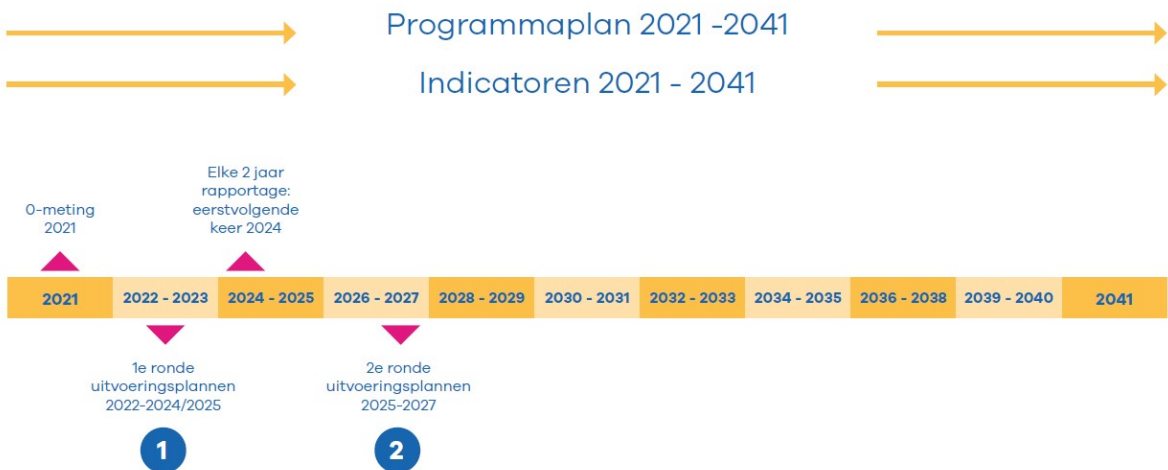 Programmaplan 2021 -2041
Indicatoren 2021 - 2041
0-meting
2021
Elke 2 jaar
rapportage:
eerstvolgende
keer 2024
2021
2022 - 2023
2024 - 2025
2026 - 2027
2028 - 2029
2030 - 2031
2032 - 2033
2034 - 2035
2036 - 2038
2039 - 2040
2041
1e ronde
uitvoeringsplannen
2022-2024/2025
1
2e ronde
uitvoeringsplannen
2025-2027
2